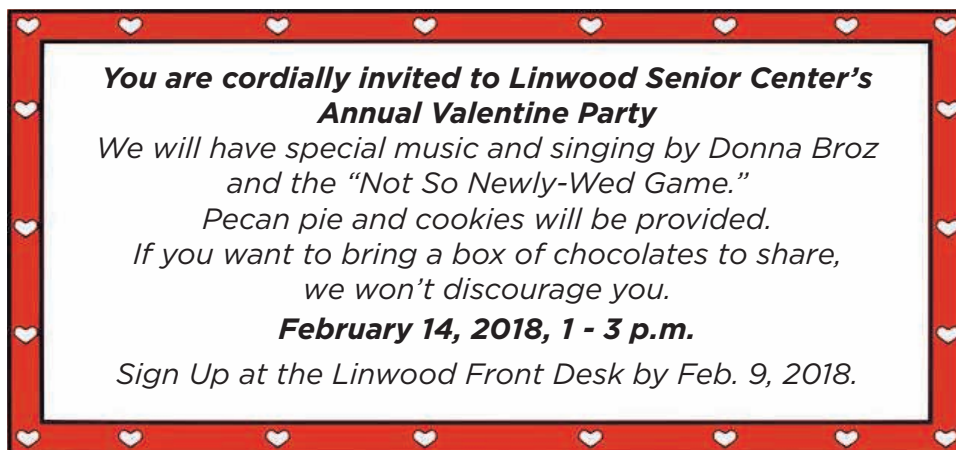 You are cordially invited to Linwood Senior Center’s
Annual Valentine Party
We will have special music and singing by Donna Broz
and the “Not So Newly-Wed Game.”
Pecan pie and cookies will be provided.
If you want to bring a box of chocolates to share,
we won’t discourage you.
February 14, 2018, 1 - 3 p.m.
Sign Up at the Linwood Front Desk by Feb. 9, 2018.